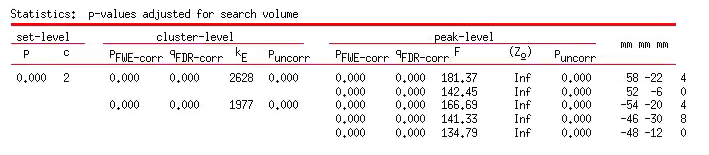 Statistics: p-values adjusted for search volume
set-level cluster-level peak-level mm mm mm
p c pFWE-corr qFDR-corr kE puncorr pFWE-corr qFDR-corr F (Z≡) puncorr
0.000 2 0.000 0.000 2628 0.000 0.000 0.000 181.37 Inf 0.000 58 -22 4
0.000 0.000 142.45 Inf 0.000 52 -6 0
0.000 0.000 1977 0.000 0.000 0.000 166.69 Inf 0.000 -54 -20 4
0.000 0.000 141.33 Inf 0.000 -46 -30 8
0.000 0.000 134.79 Inf 0.000 -48 -12 0